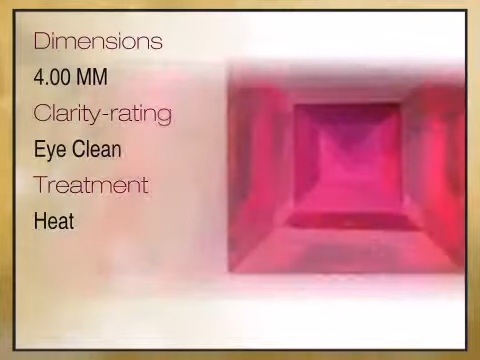 Dimensions
4.00 MM
Clarity-rating
Eye Clean
Treatment
Heat